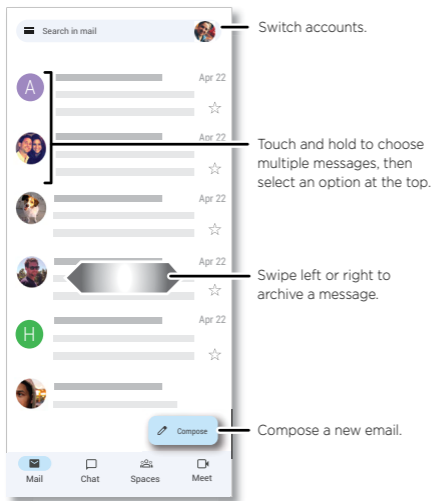 Search in mail
Switch accounts.
A
Apr 22
Apr 22
Touch and hold to choose
multiple messages, then
select an option at the top.
Apr 22
Apr 22
Swipe left or right to
archive a message.
H
Apr 22
Compose
Compose a new email.
Mail
Chat
Spaces
Meet